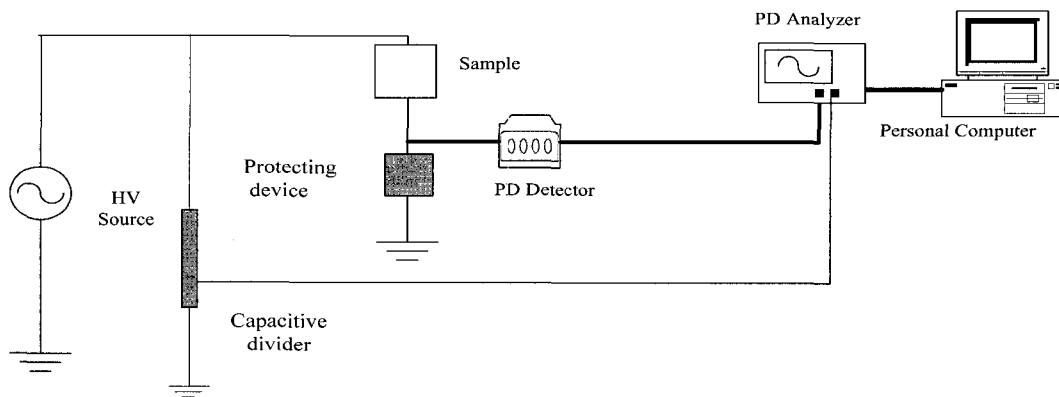 PD Analyzer
Sample
Personal Computer
Protecting
device
PD Detector
HV
Source
Capacitive
divider